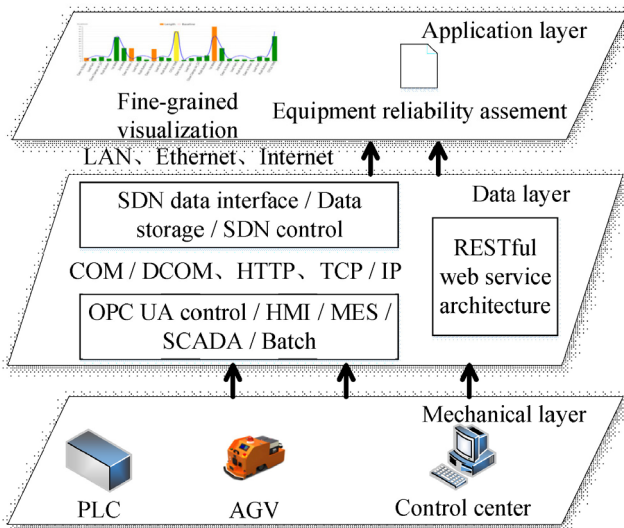 Application layer
Fine-grained
visualization
Equipment reliability assement
LAN、Ethernet、Internet
Data layer
SDN data interface / Data
storage / SDN control
COM / DCOM、HTTP、TCP / IP
OPC UA control / HMI / MES /
SCADA / Batch
RESTful
web service
architecture
Mechanical layer
PLC
AGV
Control center